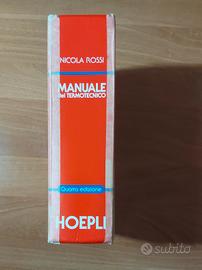 NICOLA ROSSI
MANUALE
del TERMOTECNICO
Quarta edizione
HOEPLI
subito